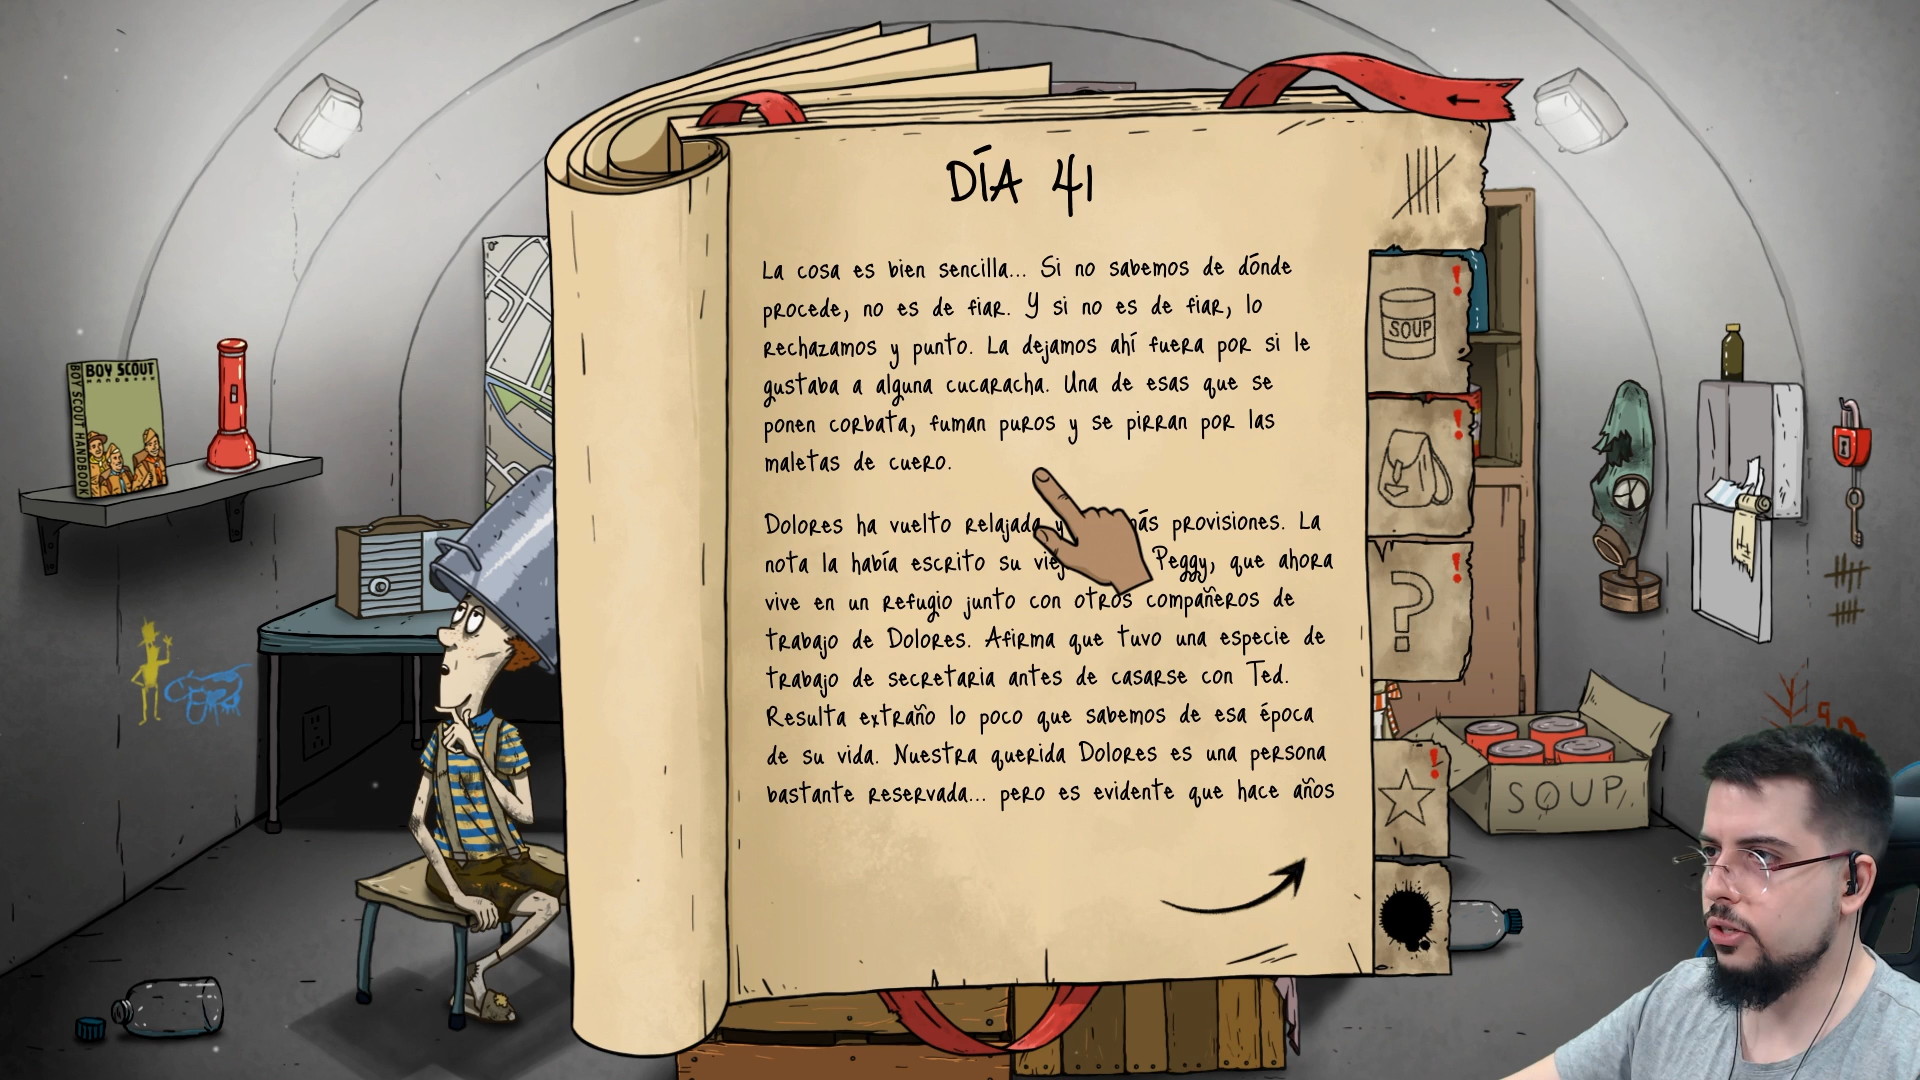 DÍA 41
La cosa es bien sencilla... Si no sabemos de dónde
procede, no es de fiar. Y si no es de fiar, lo
rechazamos y punto. La dejamos ahí fuera por si le
gustaba a alguna cucaracha. Una de esas que se
ponen corbata, fuman puros y se pirran por las
maletas de cuero.
Dolores ha vuelto relajada y provisiones. La
nota la había escrito su Peggy, que ahora
vive en un refugio junto con otros compañeros de
trabajo de Dolores. Afirma que tuvo una especie de
trabajo de secretaria antes de casarse con Ted.
Resulta extraño lo poco que sabemos de esa época
de su vida. Nuestra querida Dolores es una persona
bastante reservada... pero es evidente que hace años
SOUP
!
!
?
!
!
BOY SCOUT
HANDBOOK
BOY SCOUT HANDBOOK
SOUP